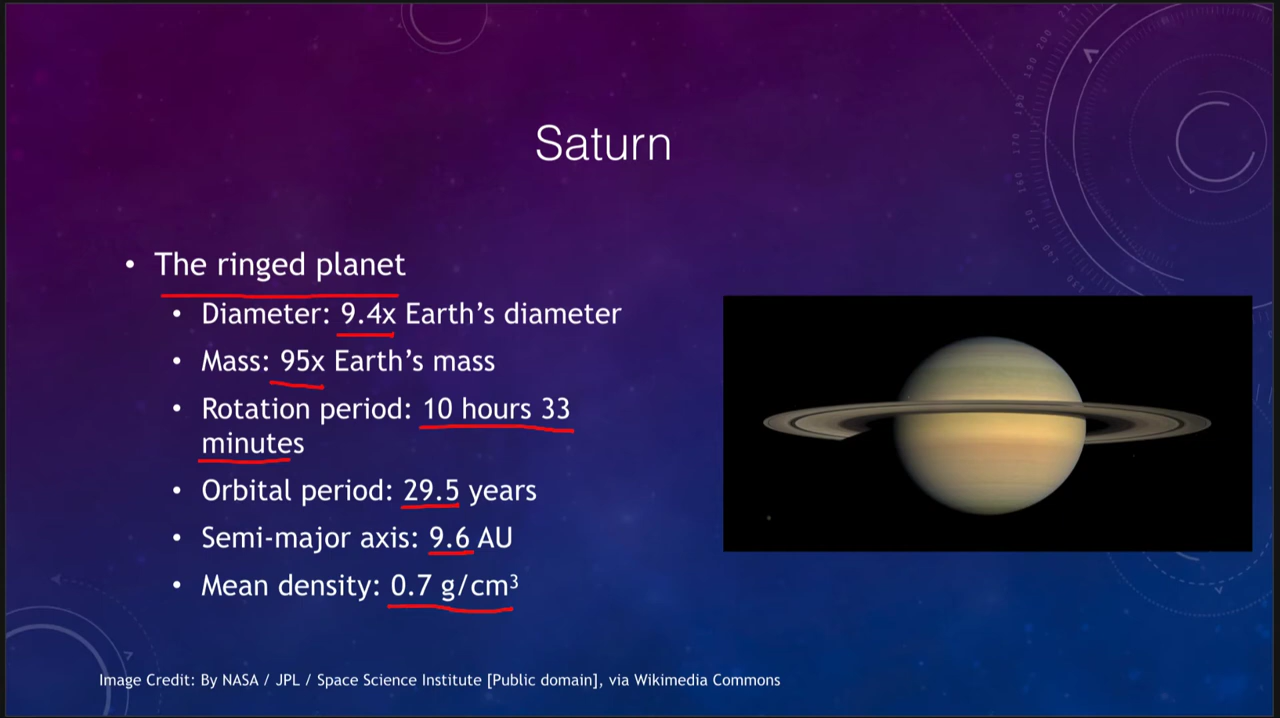 Saturn
• The ringed planet
• Diameter: 9.4x Earth’s diameter
• Mass: 95x Earth’s mass
• Rotation period: 10 hours 33
minutes
• Orbital period: 29.5 years
• Semi-major axis: 9.6 AU
• Mean density: 0.7 g/cm³
Image Credit: By NASA / JPL / Space Science Institute [Public domain], via Wikimedia Commons